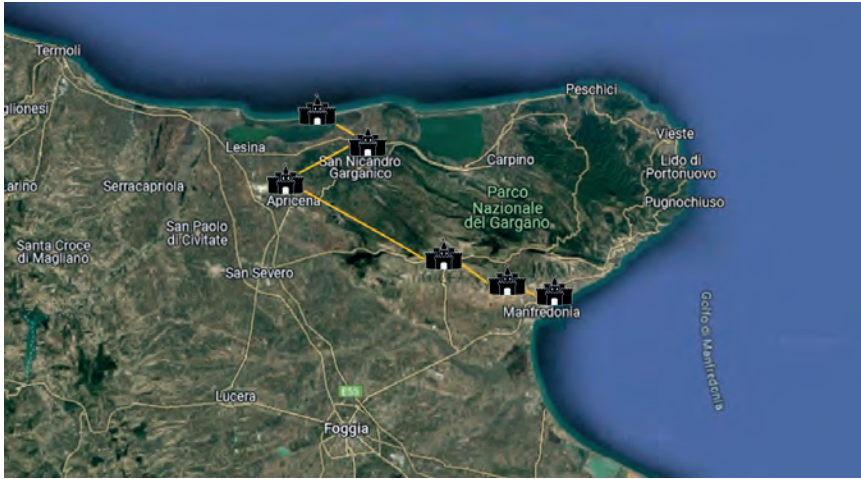 Termoli
glionesi
Peschici
Lesina
Vieste
San Nicandro
Garganico
Carpino
Lido di
Portonuovo
Larino
Serracapriola
Apricena
Parco
Nazionale
del Gargano
Pugnochiuso
San Paolo
di Civitate
Santa Croce
di Magliano
San Severo
Manfredonia
Golfo di Manfredonia
E55
Lucera
Foggia